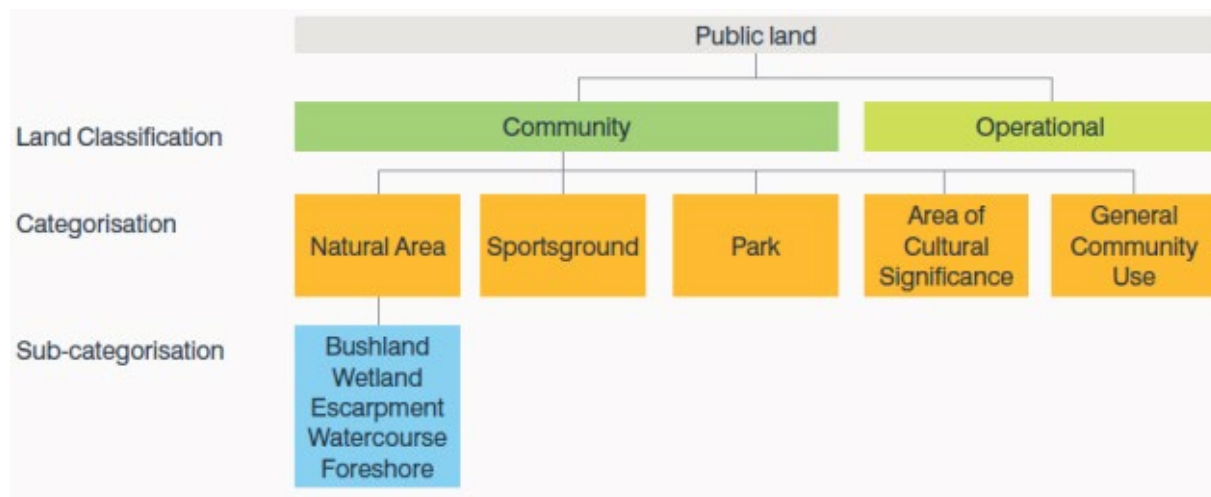 Public land
Land Classification
Community
Operational
Categorisation
Natural Area
Sportsground
Park
Area of
Cultural
Significance
General
Community
Use
Sub-categorisation
Bushland
Wetland
Escarpment
Watercourse
Foreshore